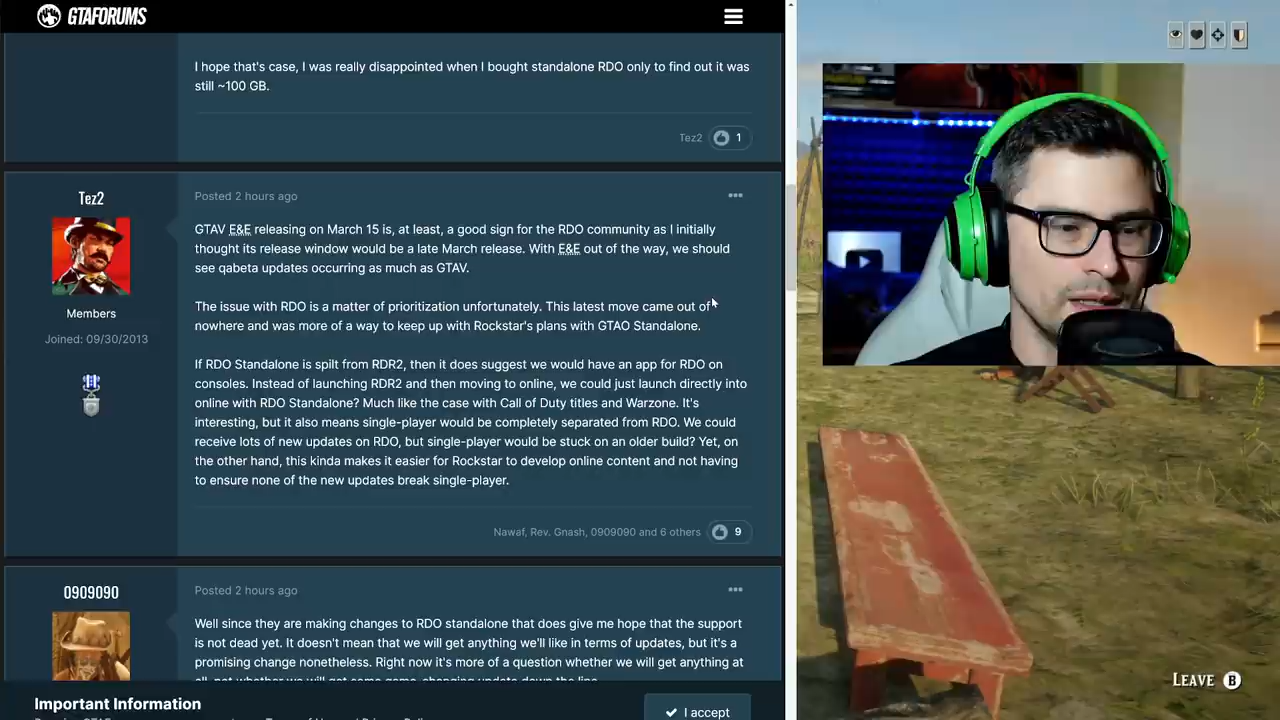 GTAFORUMS
I hope that's case, I was really disappointed when I bought standalone RDO only to find out it was
still ~100 GB.
Tez2 1
Tez2
Posted 2 hours ago
GTAV E&E releasing on March 15 is, at least, a good sign for the RDO community as I initially
thought its release window would be a late March release. With E&E out of the way, we should
see qabeta updates occurring as much as GTAV.
The issue with RDO is a matter of prioritization unfortunately. This latest move came out of
nowhere and was more of a way to keep up with Rockstar's plans with GTAO Standalone.
Members
Joined: 09/30/2013
If RDO Standalone is spilt from RDR2, then it does suggest we would have an app for RDO on
consoles. Instead of launching RDR2 and then moving to online, we could just launch directly into
online with RDO Standalone? Much like the case with Call of Duty titles and Warzone. It's
interesting, but it also means single-player would be completely separated from RDO. We could
receive lots of new updates on RDO, but single-player would be stuck on an older build? Yet, on
the other hand, this kinda makes it easier for Rockstar to develop online content and not having
to ensure none of the new updates break single-player.
Nawaf, Rev. Gnash, 0909090 and 6 others 9
0909090
Posted 2 hours ago
Well since they are making changes to RDO standalone that does give me hope that the support
is not dead yet. It doesn't mean that we will get anything we'll like in terms of updates, but it's a
promising change nonetheless. Right now it's more of a question whether we will get anything at
Important Information
I accept
LEAVE B